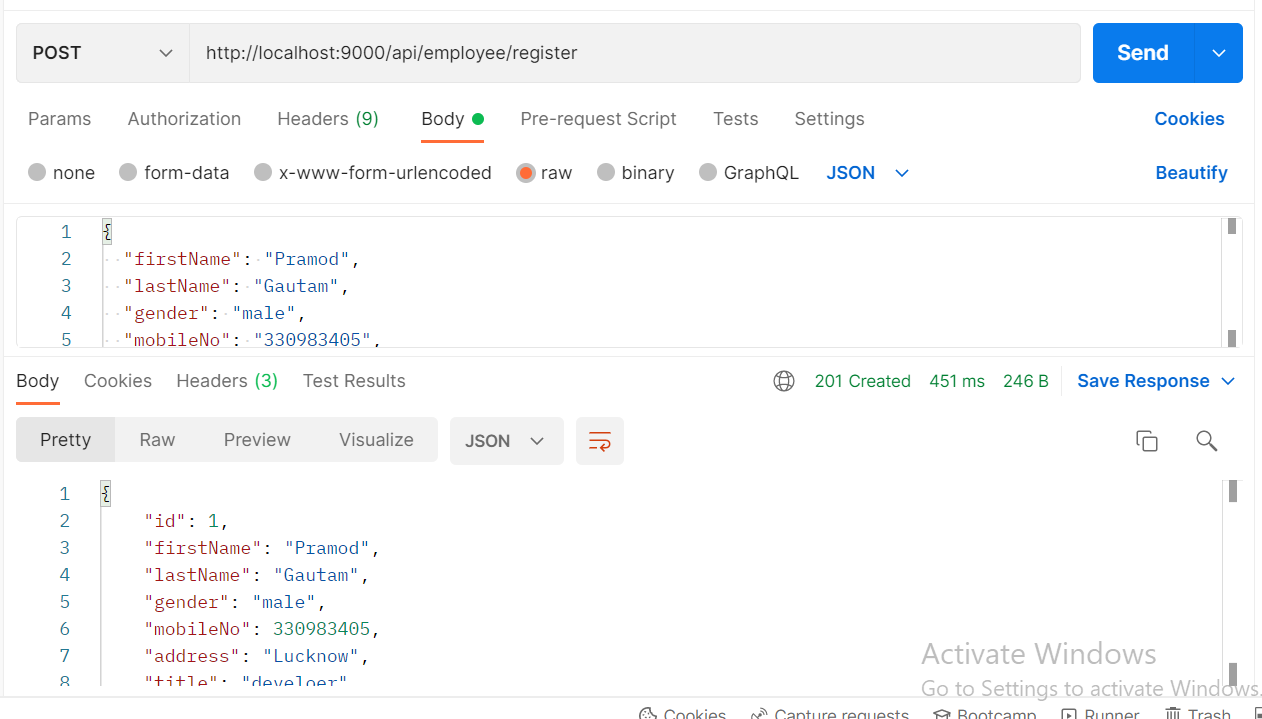 POST http://localhost:9000/api/employee/register Send
Params Authorization Headers (9) Body Pre-request Script Tests Settings Cookies
none form-data x-www-form-urlencoded raw binary GraphQL JSON Beautify
1 {
2 "firstName": "Pramod",
3 "lastName": "Gautam",
4 "gender": "male",
5 "mobileNo": "330983405",
Body Cookies Headers (3) Test Results 201 Created 451 ms 246 B Save Response
Pretty Raw Preview Visualize JSON
1 {
2 "id": 1,
3 "firstName": "Pramod",
4 "lastName": "Gautam",
5 "gender": "male",
6 "mobileNo": 330983405,
7 "address": "Lucknow",
8 "title": "develoer"
Activate Windows
Go to Settings to activate Windows.
Cookies Capture requests Bootcamp Runner Trash